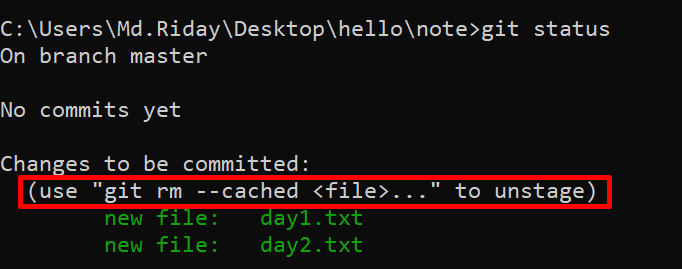 C:\Users\Md.Riday\Desktop\hello\note>git status
On branch master
No commits yet
Changes to be committed:
(use "git rm --cached <file>..." to unstage)
new file:   day1.txt
new file:   day2.txt